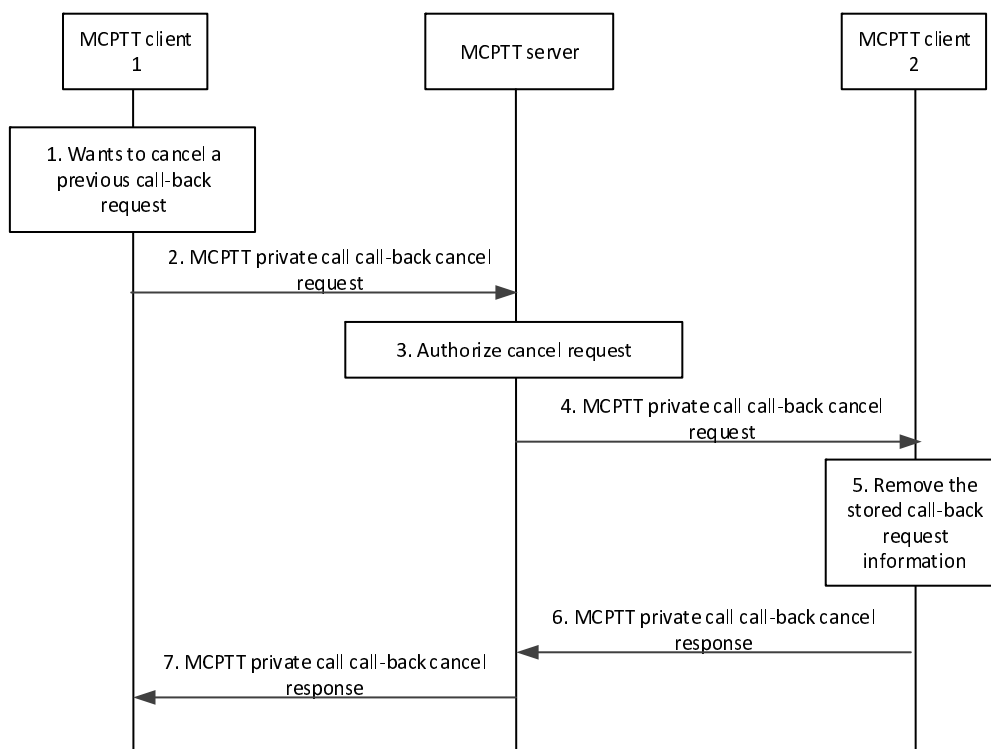 MCPTT client
1
MCPTT server
MCPTT client
2
1. Wants to cancel a
previous call-back
request
2. MCPTT private call call-back cancel
request
3. Authorize cancel request
4. MCPTT private call call-back cancel
request
5. Remove the
stored call-back
request
information
6. MCPTT private call call-back cancel
response
7. MCPTT private call call-back cancel
response